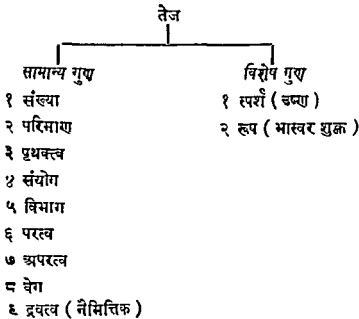 तेज
सामान्य गुण
१ संख्या
२ परिमाण
३ पृथक्त्व
४ संयोग
५ विभाग
६ परत्व
७ अपरत्व
८ वेग
९ द्रवत्व ( नैमित्तिक )
विशेष गुण
१ स्पर्श ( उष्ण )
२ रूप ( भास्वर शुक्ल )